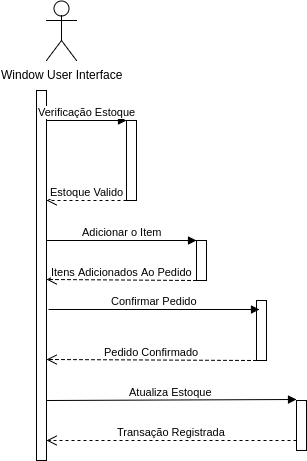 Window User Interface
Verificação Estoque
Estoque Valido
Adicionar o Item
Itens Adicionados Ao Pedido
Confirmar Pedido
Pedido Confirmado
Atualiza Estoque
Transação Registrada